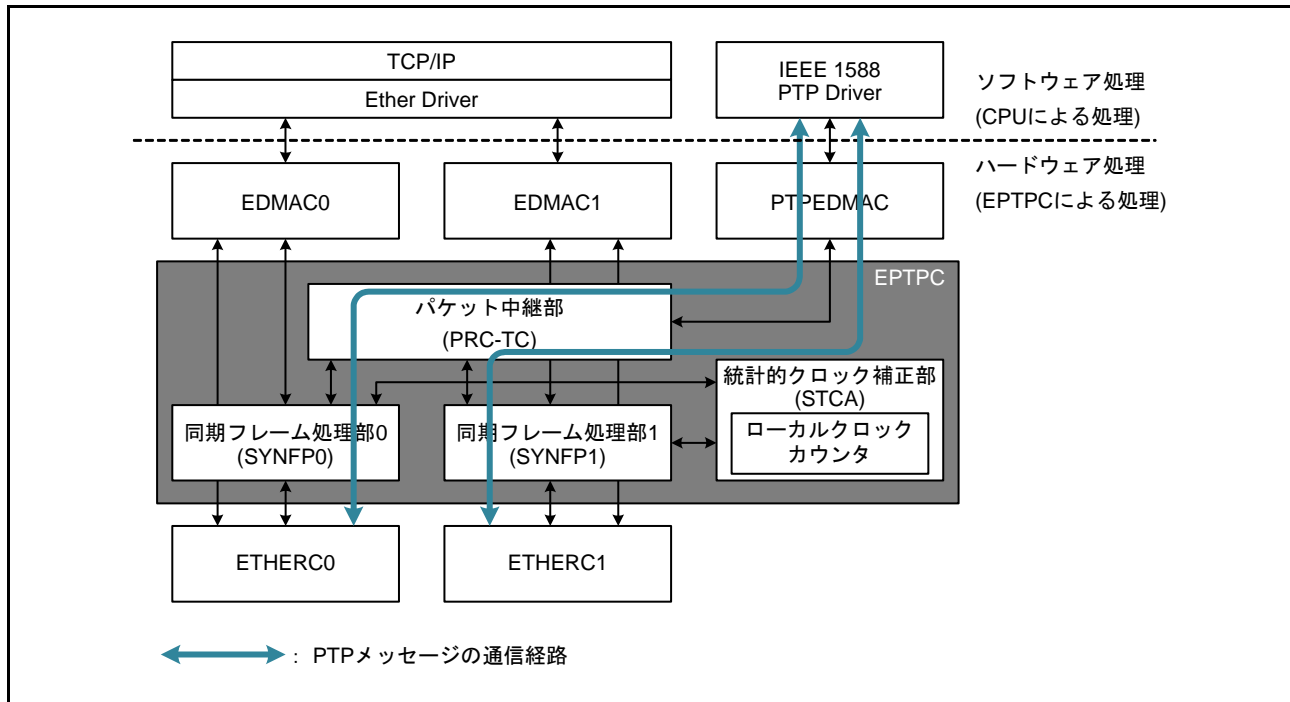 TCP/IP
Ether Driver
IEEE 1588
PTP Driver
ソフトウェア処理
(CPUによる処理)
ハードウェア処理
(EPTPCによる処理)
EDMAC0
EDMAC1
PTPEDMAC
EPTPC
パケット中継部
(PRC-TC)
同期フレーム処理部0
(SYNFP0)
同期フレーム処理部1
(SYNFP1)
統計的クロック補正部
(STCA)
ローカルクロック
カウンタ
ETHERC0
ETHERC1
: PTPメッセージの通信経路